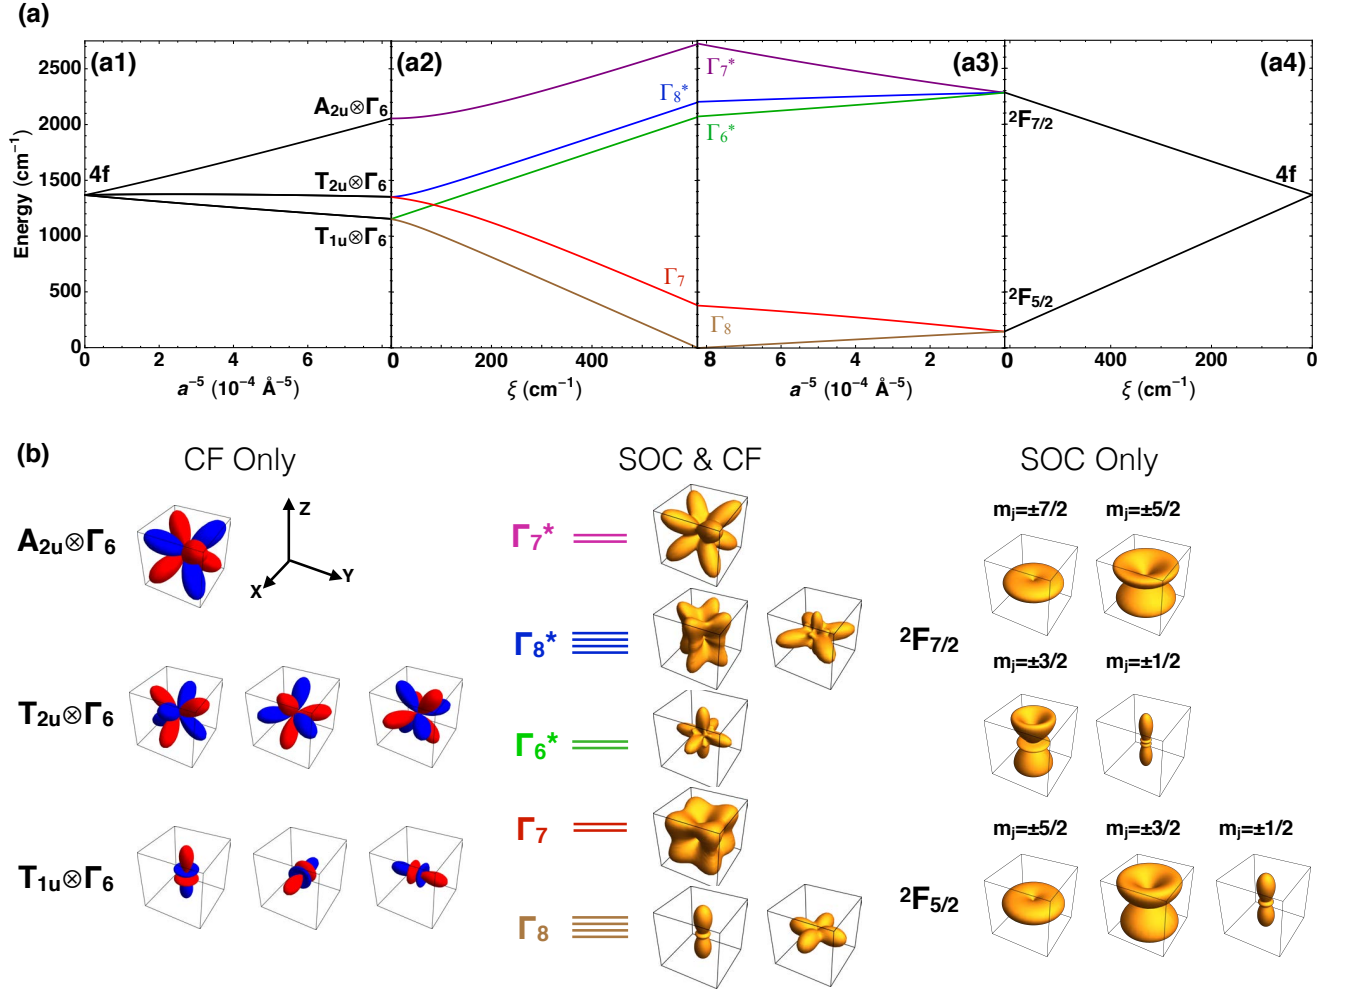 (a)
(a1)
(a2)
(a3)
(a4)
Energy (cm⁻¹)
2500
2000
1500
1000
500
0
4f
A₂ᵤ⊗Γ₆
T₂ᵤ⊗Γ₆
T₁ᵤ⊗Γ₆
Γ₇*
Γ₈*
Γ₆*
Γ₇
Γ₈
²F₇/₂
4f
²F₅/₂
0 2 4 6
0 200 400
8 6 4 2
0 400 200 0
a⁻⁵ (10⁻⁴ Å⁻⁵)
ξ (cm⁻¹)
a⁻⁵ (10⁻⁴ Å⁻⁵)
ξ (cm⁻¹)
(b)
CF Only
SOC & CF
SOC Only
A₂ᵤ⊗Γ₆
Z
Y
X
T₂ᵤ⊗Γ₆
T₁ᵤ⊗Γ₆
Γ₇*
Γ₈*
Γ₆*
Γ₇
Γ₈
mⱼ=±7/2 mⱼ=±5/2
²F₇/₂
mⱼ=±3/2 mⱼ=±1/2
mⱼ=±5/2 mⱼ=±3/2 mⱼ=±1/2
²F₅/₂